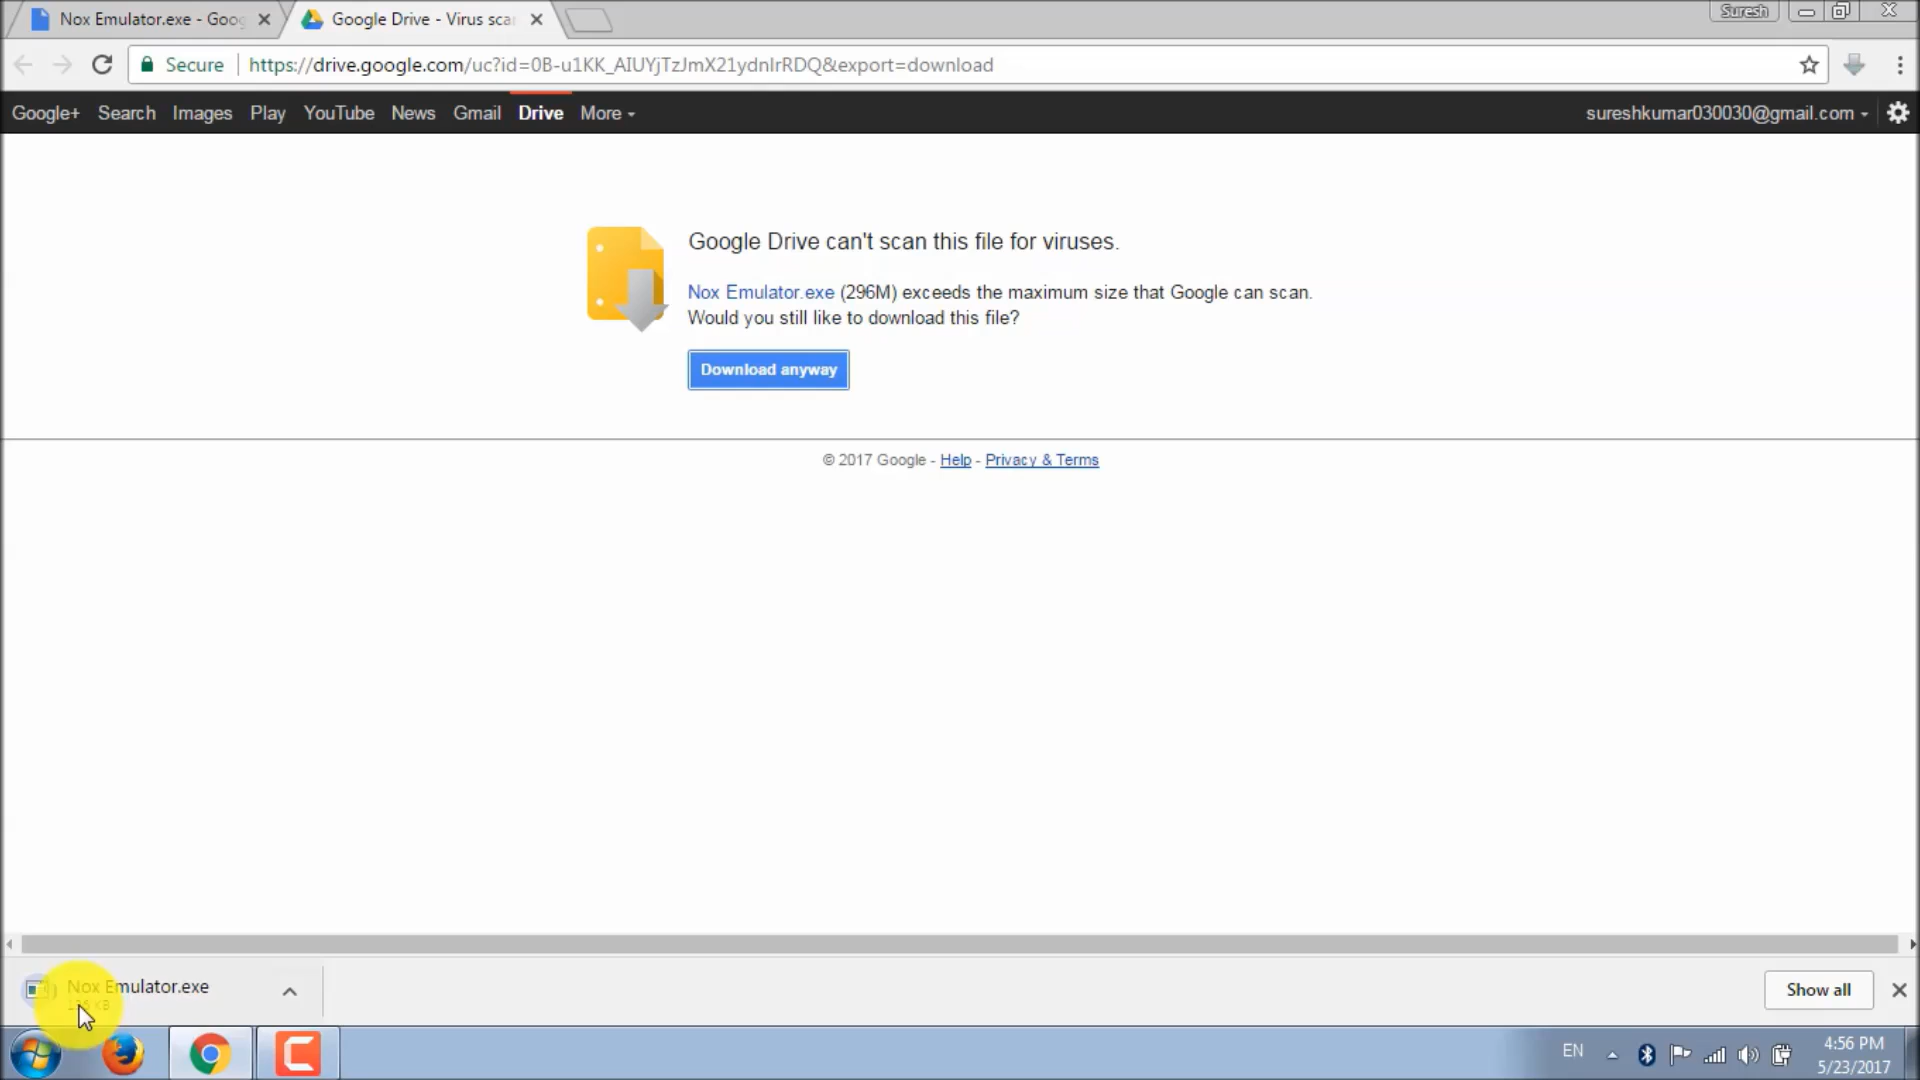 Nox Emulator.exe - Goog
Google Drive - Virus sca
Suresh
Secure
https://drive.google.com/uc?id=0B-u1KK_AIUYjTzJmX21ydnIrRDQ&export=download
Google+ Search Images Play YouTube News Gmail Drive More
sureshkumar030030@gmail.com
Google Drive can't scan this file for viruses.
Nox Emulator.exe (296M) exceeds the maximum size that Google can scan.
Would you still like to download this file?
Download anyway
© 2017 Google - Help - Privacy & Terms
Nox Emulator.exe
KB
Show all
EN
4:56 PM
5/23/2017